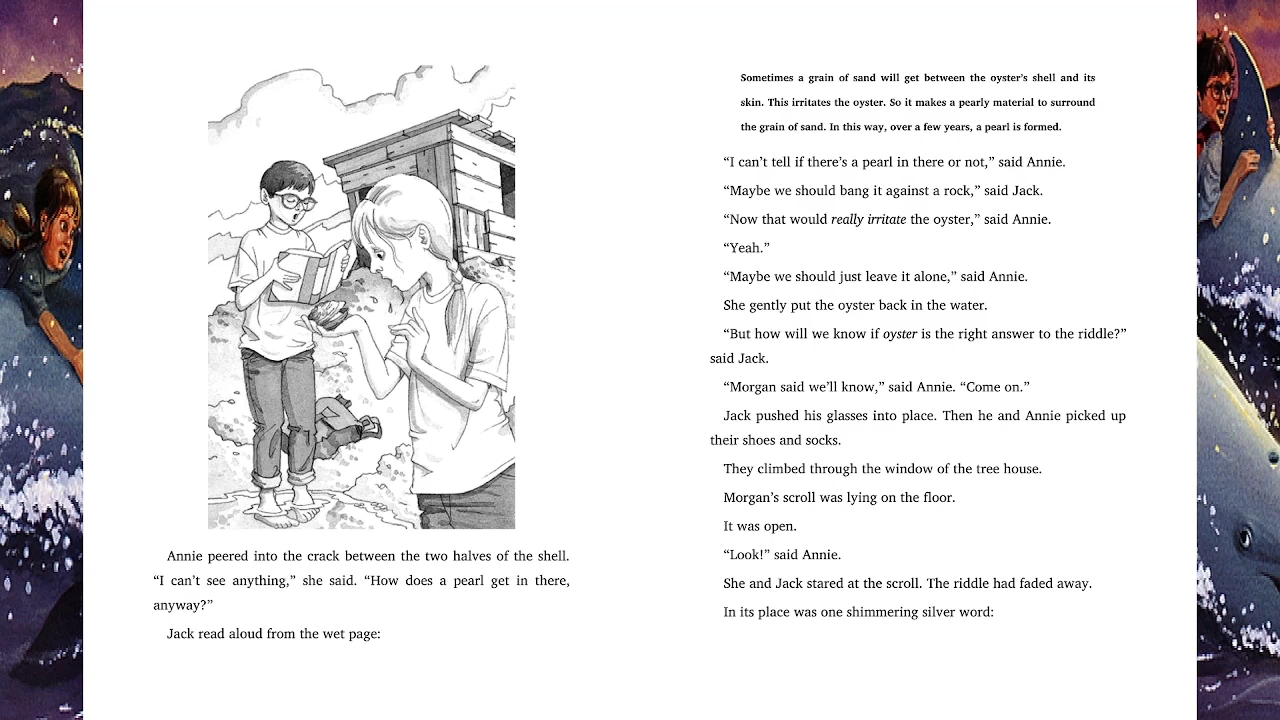 Annie peered into the crack between the two halves of the shell.
“I can’t see anything,” she said. “How does a pearl get in there,
anyway?”
Jack read aloud from the wet page:
Sometimes a grain of sand will get between the oyster’s shell and its
skin. This irritates the oyster. So it makes a pearly material to surround
the grain of sand. In this way, over a few years, a pearl is formed.
“I can’t tell if there’s a pearl in there or not,” said Annie.
“Maybe we should bang it against a rock,” said Jack.
“Now that would really irritate the oyster,” said Annie.
“Yeah.”
“Maybe we should just leave it alone,” said Annie.
She gently put the oyster back in the water.
“But how will we know if oyster is the right answer to the riddle?”
said Jack.
“Morgan said we’ll know,” said Annie. “Come on.”
Jack pushed his glasses into place. Then he and Annie picked up
their shoes and socks.
They climbed through the window of the tree house.
Morgan’s scroll was lying on the floor.
It was open.
“Look!” said Annie.
She and Jack stared at the scroll. The riddle had faded away.
In its place was one shimmering silver word: